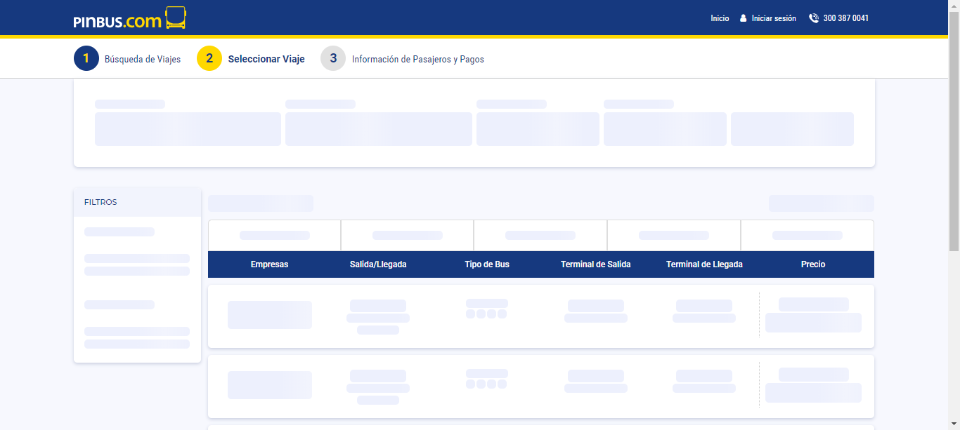 PINBUS.com
Inicio Iniciar sesión 300 387 0041
1 Búsqueda de Viajes 2 Seleccionar Viaje 3 Información de Pasajeros y Pagos
FILTROS
Empresas Salida/Llegada Tipo de Bus Terminal de Salida Terminal de Llegada Precio